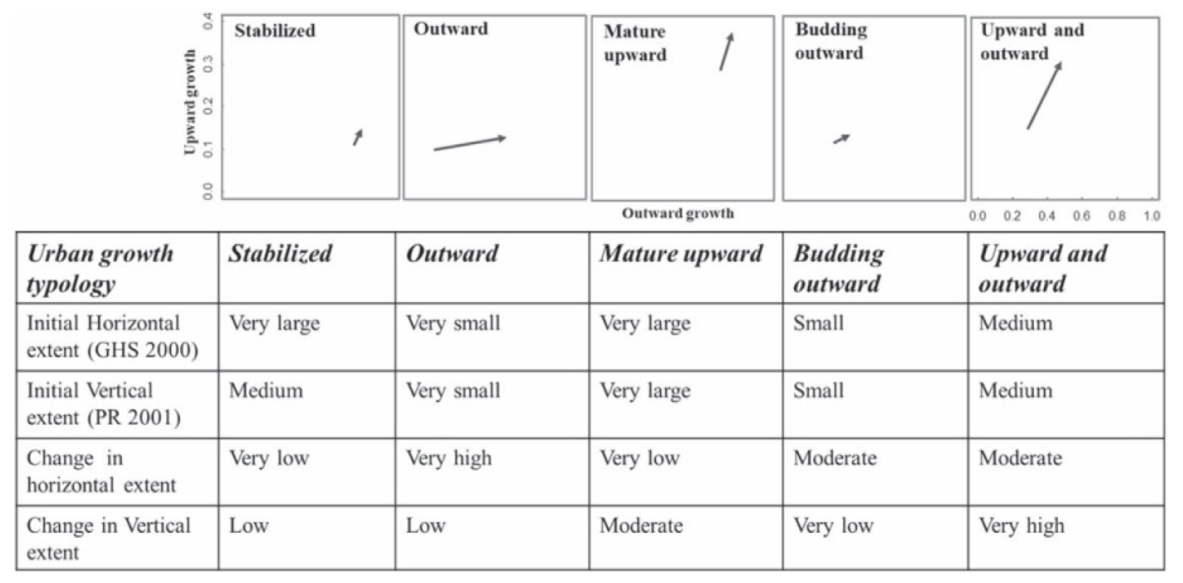 Stabilized
Outward
Mature
upward
Budding
outward
Upward and
outward
Upward growth
0.4
0.3
0.2
0.1
0.0
Outward growth
0.0 0.2 0.4 0.6 0.8 1.0
Urban growth
typology
Stabilized
Outward
Mature upward
Budding
outward
Upward and
outward
Initial Horizontal
extent (GHS 2000)
Very large
Very small
Very large
Small
Medium
Initial Vertical
extent (PR 2001)
Medium
Very small
Very large
Small
Medium
Change in
horizontal extent
Very low
Very high
Very low
Moderate
Moderate
Change in Vertical
extent
Low
Low
Moderate
Very low
Very high